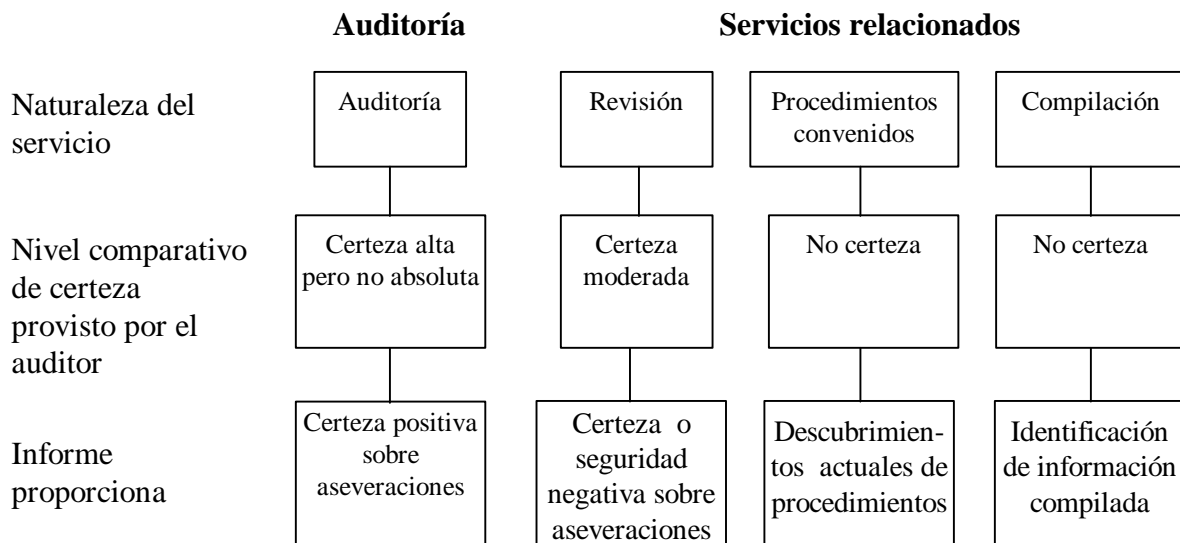 Auditoría
Servicios relacionados
Naturaleza del
servicio
Auditoría
Revisión
Procedimientos
convenidos
Compilación
Nivel comparativo
de certeza
provisto por el
auditor
Certeza alta
pero no absoluta
Certeza
moderada
No certeza
No certeza
Informe
proporciona
Certeza positiva
sobre
aseveraciones
Certeza o
seguridad
negativa sobre
aseveraciones
Descubrimien-
tos actuales de
procedimientos
Identificación
de información
compilada